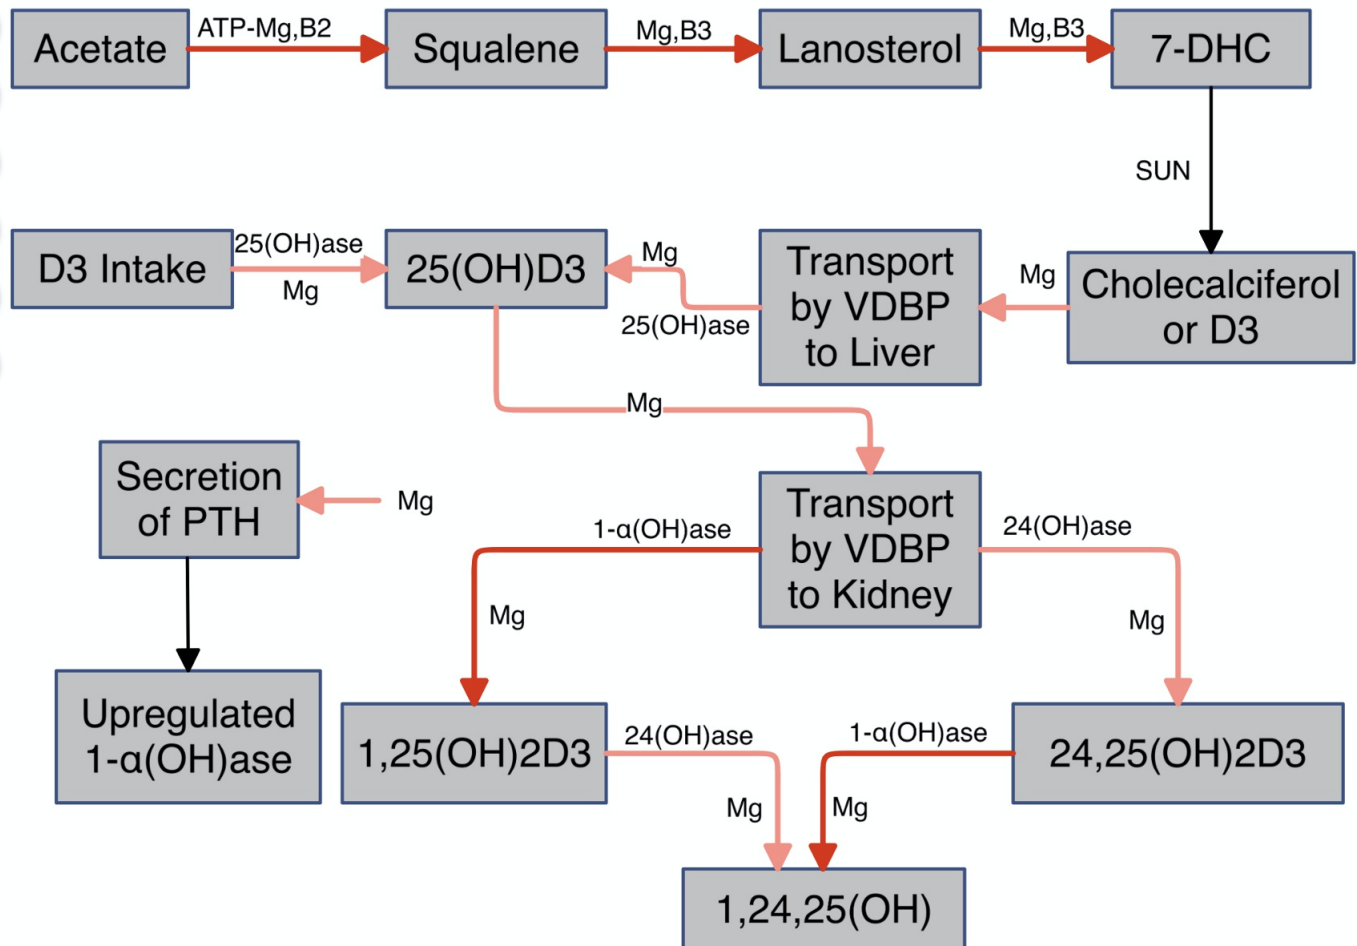 Acetate
ATP-Mg,B2
Squalene
Mg,B3
Lanosterol
Mg,B3
7-DHC
SUN
D3 Intake
25(OH)ase
Mg
25(OH)D3
Mg
25(OH)ase
Transport
by VDBP
to Liver
Mg
Cholecalciferol
or D3
Mg
Secretion
of PTH
Mg
1-α(OH)ase
Mg
Transport
by VDBP
to Kidney
24(OH)ase
Mg
Upregulated
1-α(OH)ase
1,25(OH)2D3
24(OH)ase
Mg
1-α(OH)ase
Mg
24,25(OH)2D3
1,24,25(OH)